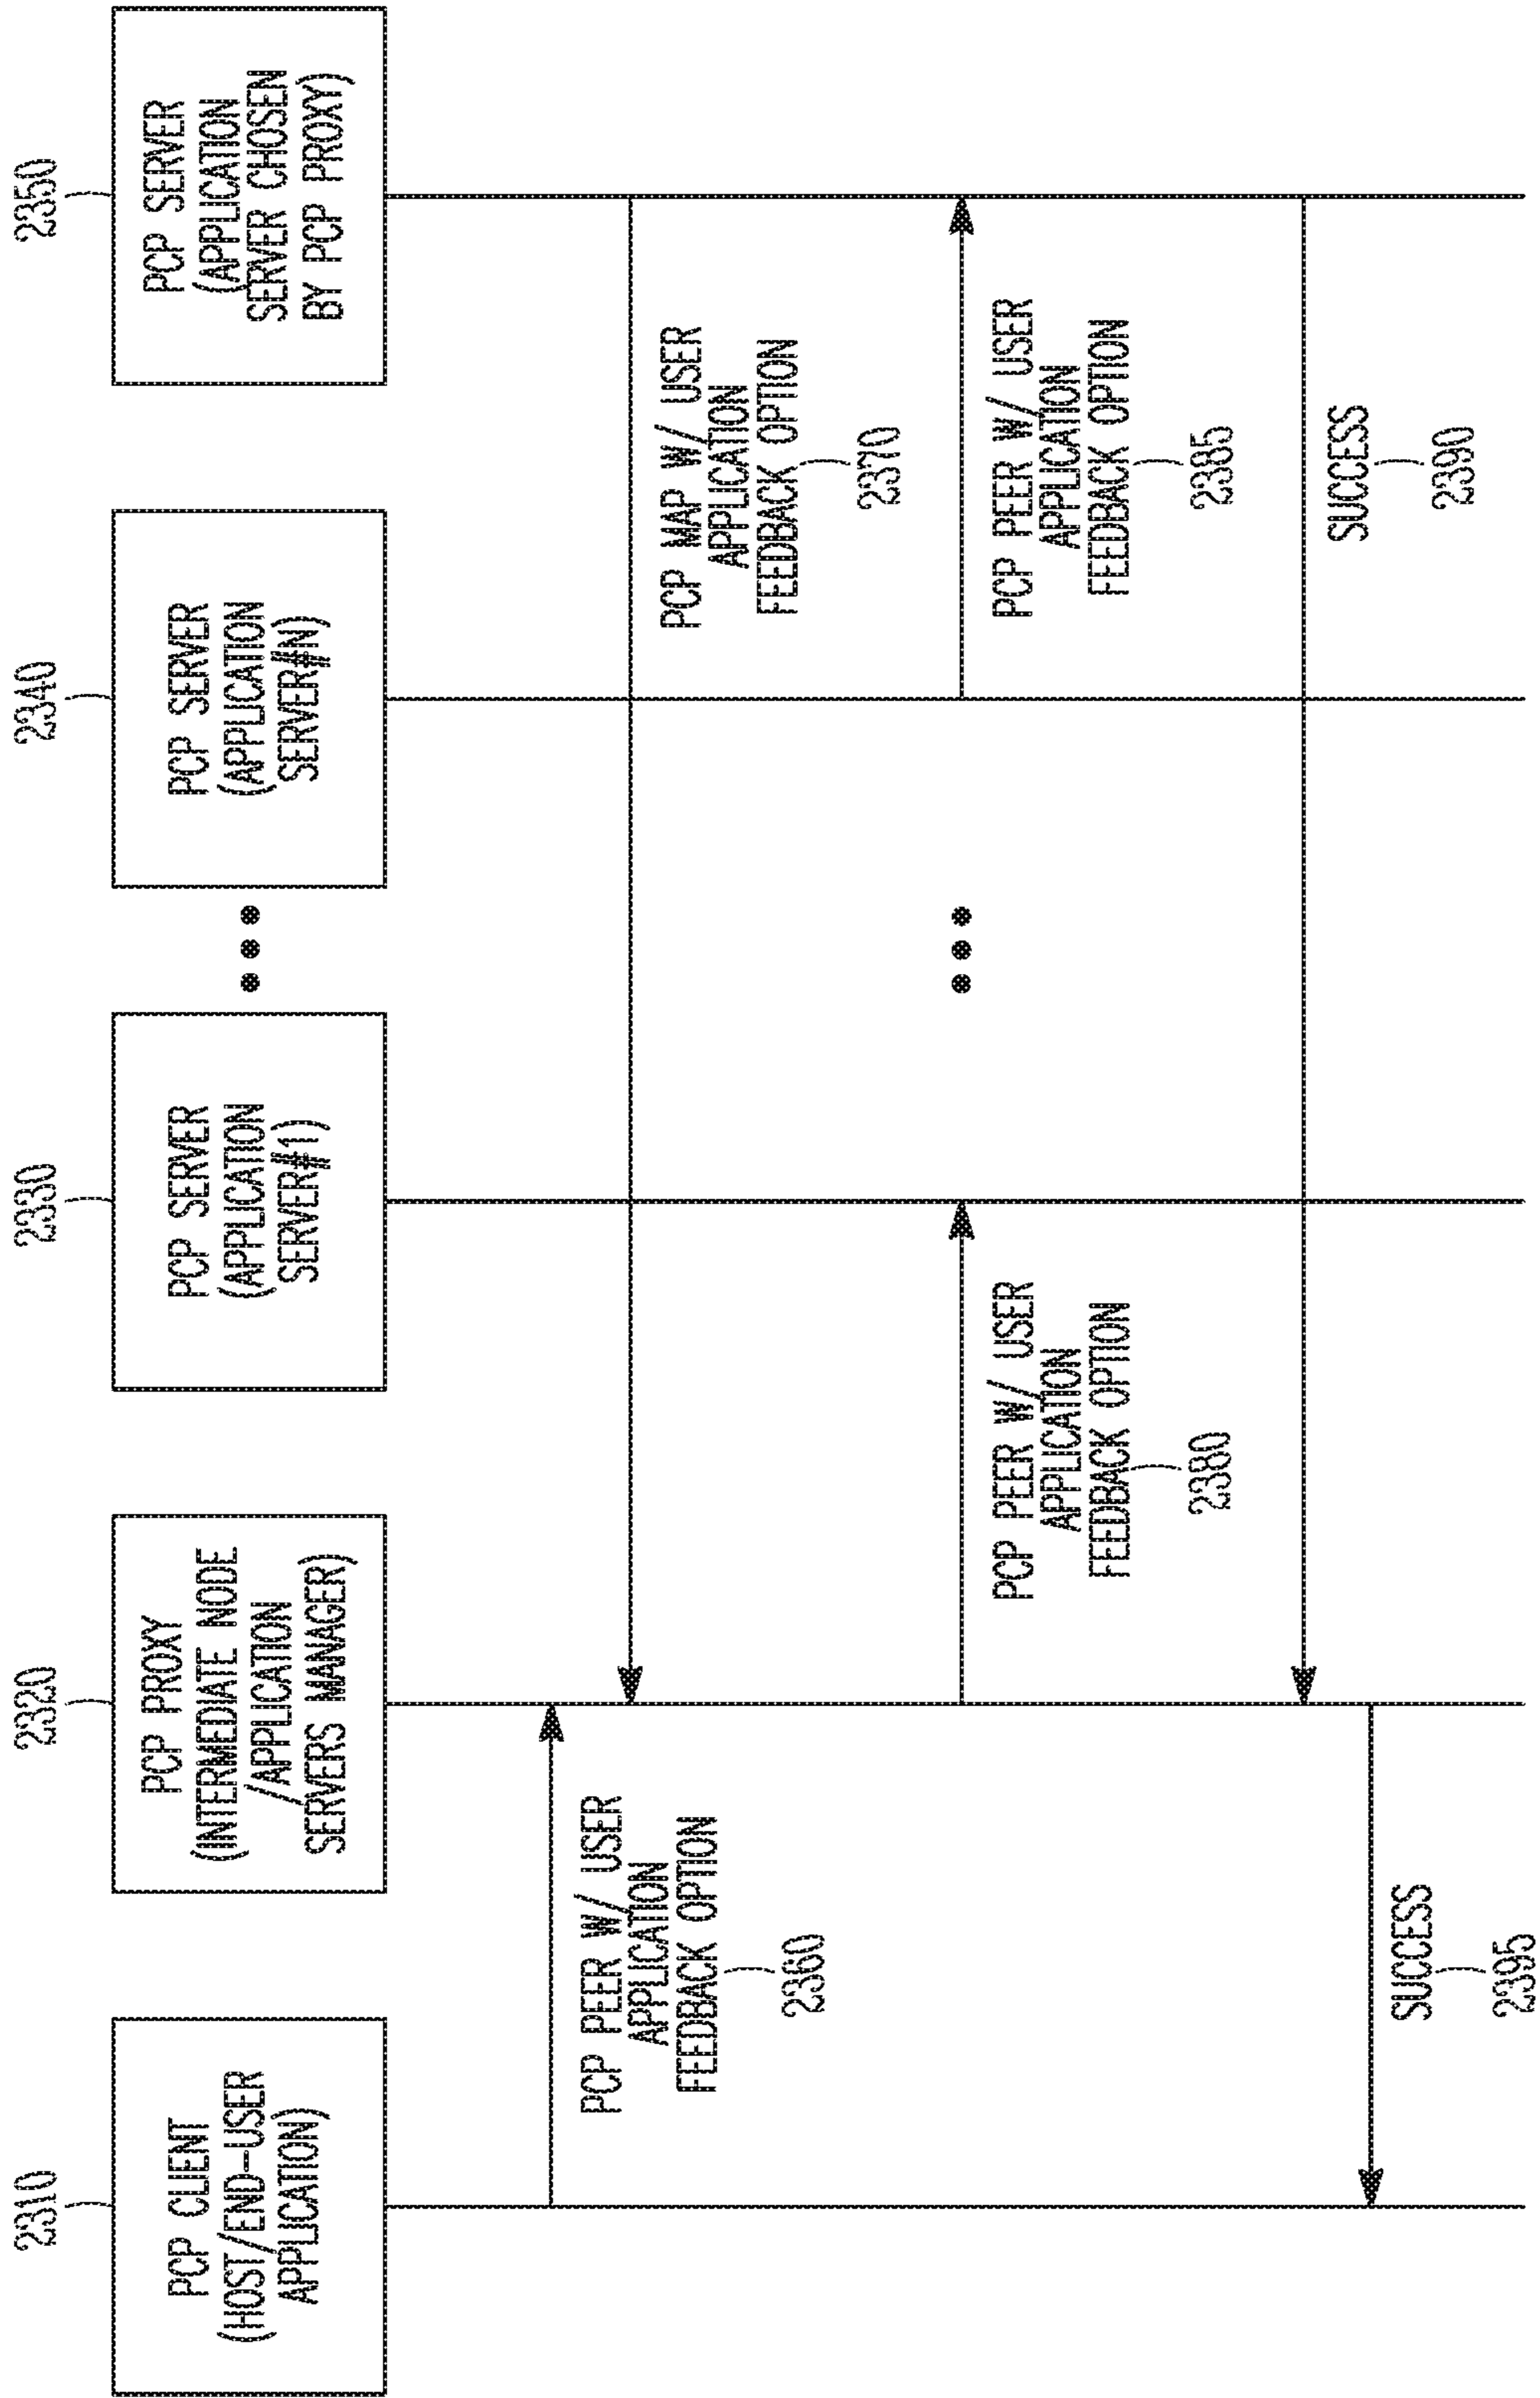 2310
PCP CLIENT
(HOST/END-USER
APPLICATION)
2320
PCP PROXY
(INTERMEDIATE NODE
/APPLICATION
SERVERS MANAGER)
2330
PCP SERVER
(APPLICATION
SERVER#1)
2340
PCP SERVER
(APPLICATION
SERVER#N)
2350
PCP SERVER
(APPLICATION
SERVER CHOSEN
BY PCP PROXY)
PCP PEER W/ USER
APPLICATION
FEEDBACK OPTION
2360
PCP MAP W/ USER
APPLICATION
FEEDBACK OPTION
2370
PCP PEER W/ USER
APPLICATION
FEEDBACK OPTION
2380
PCP PEER W/ USER
APPLICATION
FEEDBACK OPTION
2385
SUCCESS
2390
SUCCESS
2395